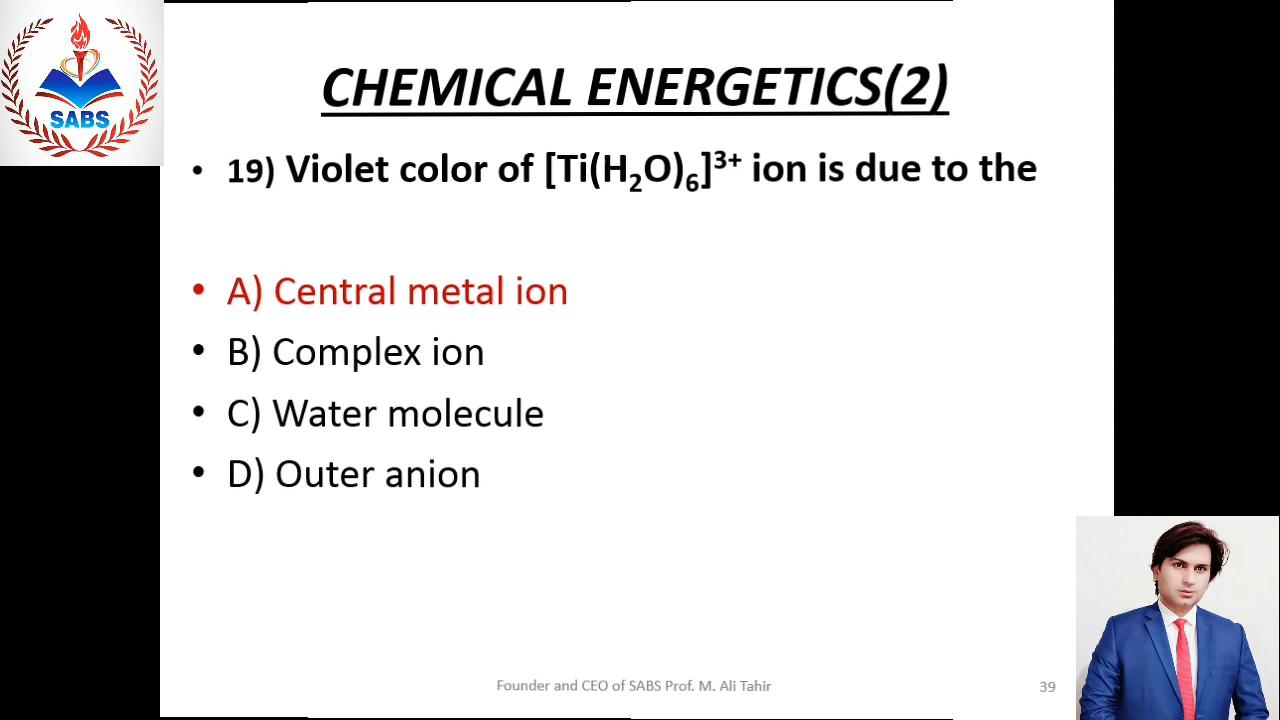 SABS
CHEMICAL ENERGETICS(2)
• 19) Violet color of [Ti(H₂O)₆]³⁺ ion is due to the
• A) Central metal ion
• B) Complex ion
• C) Water molecule
• D) Outer anion
Founder and CEO of SABS Prof. M. Ali Tahir
39